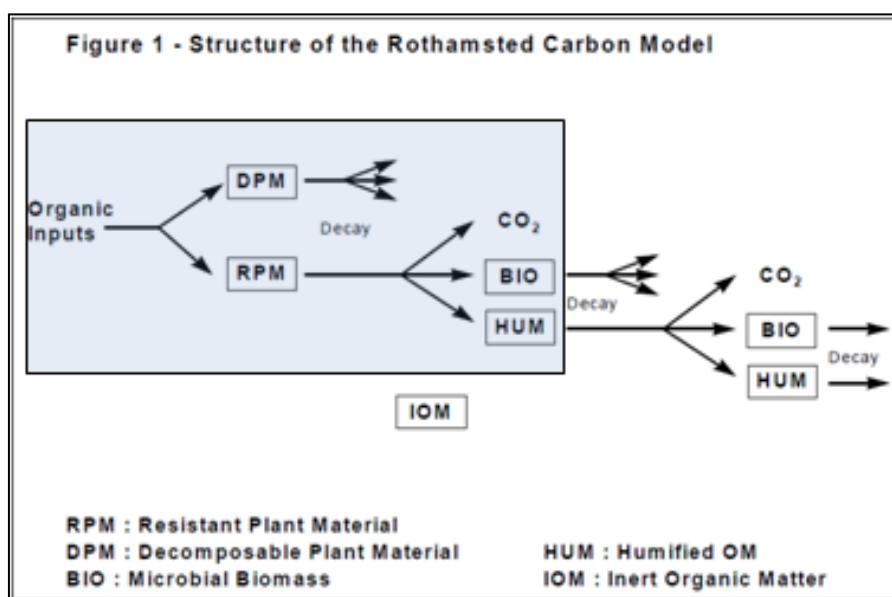 Figure 1 - Structure of the Rothamsted Carbon Model
Organic
Inputs
DPM
Decay
RPM
CO₂
BIO
HUM
Decay
CO₂
BIO
Decay
HUM
IOM
RPM : Resistant Plant Material
DPM : Decomposable Plant Material
BIO : Microbial Biomass
HUM : Humified OM
IOM : Inert Organic Matter